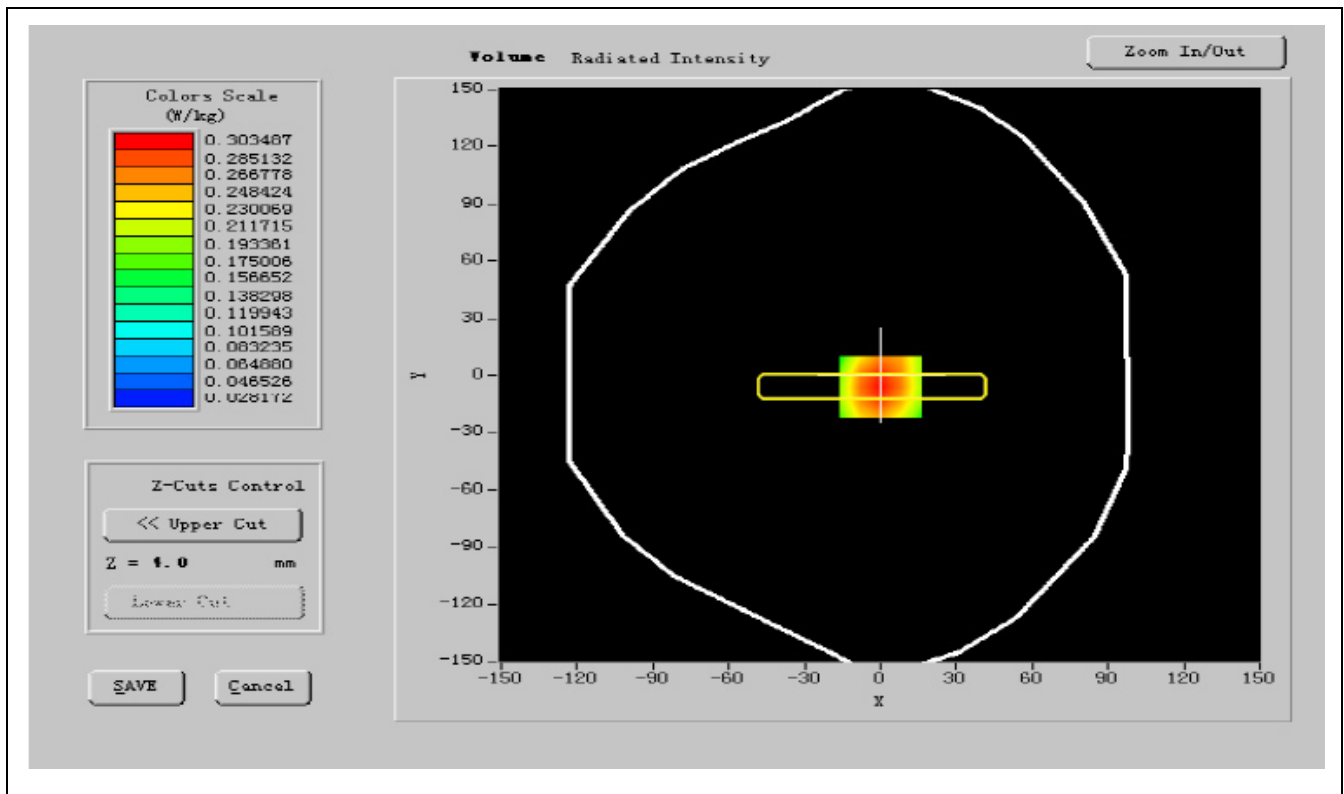 Volume Radiated Intensity
Zoom In/Out
Colors Scale
(W/kg)
0.303487
0.285132
0.266778
0.248424
0.230069
0.211715
0.193361
0.175006
0.156652
0.138298
0.119943
0.101589
0.083235
0.064880
0.046526
0.028172
Z-Cuts Control
<< Upper Cut
Z = 4.0 mm
Lower Cut
SAVE
Cancel
150
120
90
60
30
0
-30
-60
-90
-120
-150
Y
-150 -120 -90 -60 -30 0 30 60 90 120 150
X